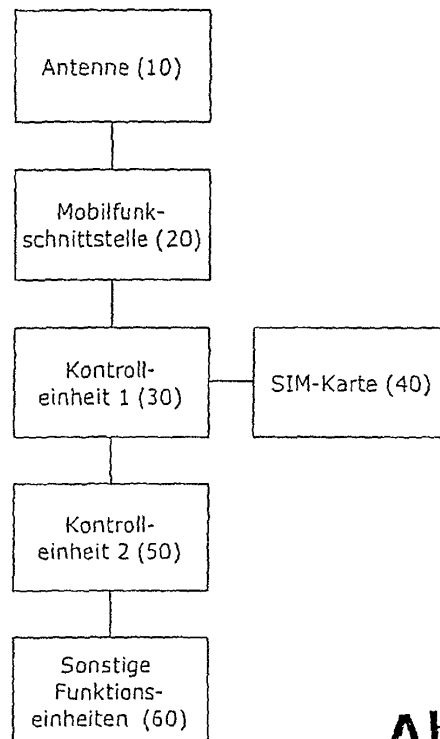 Antenne (10)
Mobilfunk-
schnittstelle (20)
Kontroll-
einheit 1 (30)
SIM-Karte (40)
Kontroll-
einheit 2 (50)
Sonstige
Funktions-
einheiten (60)